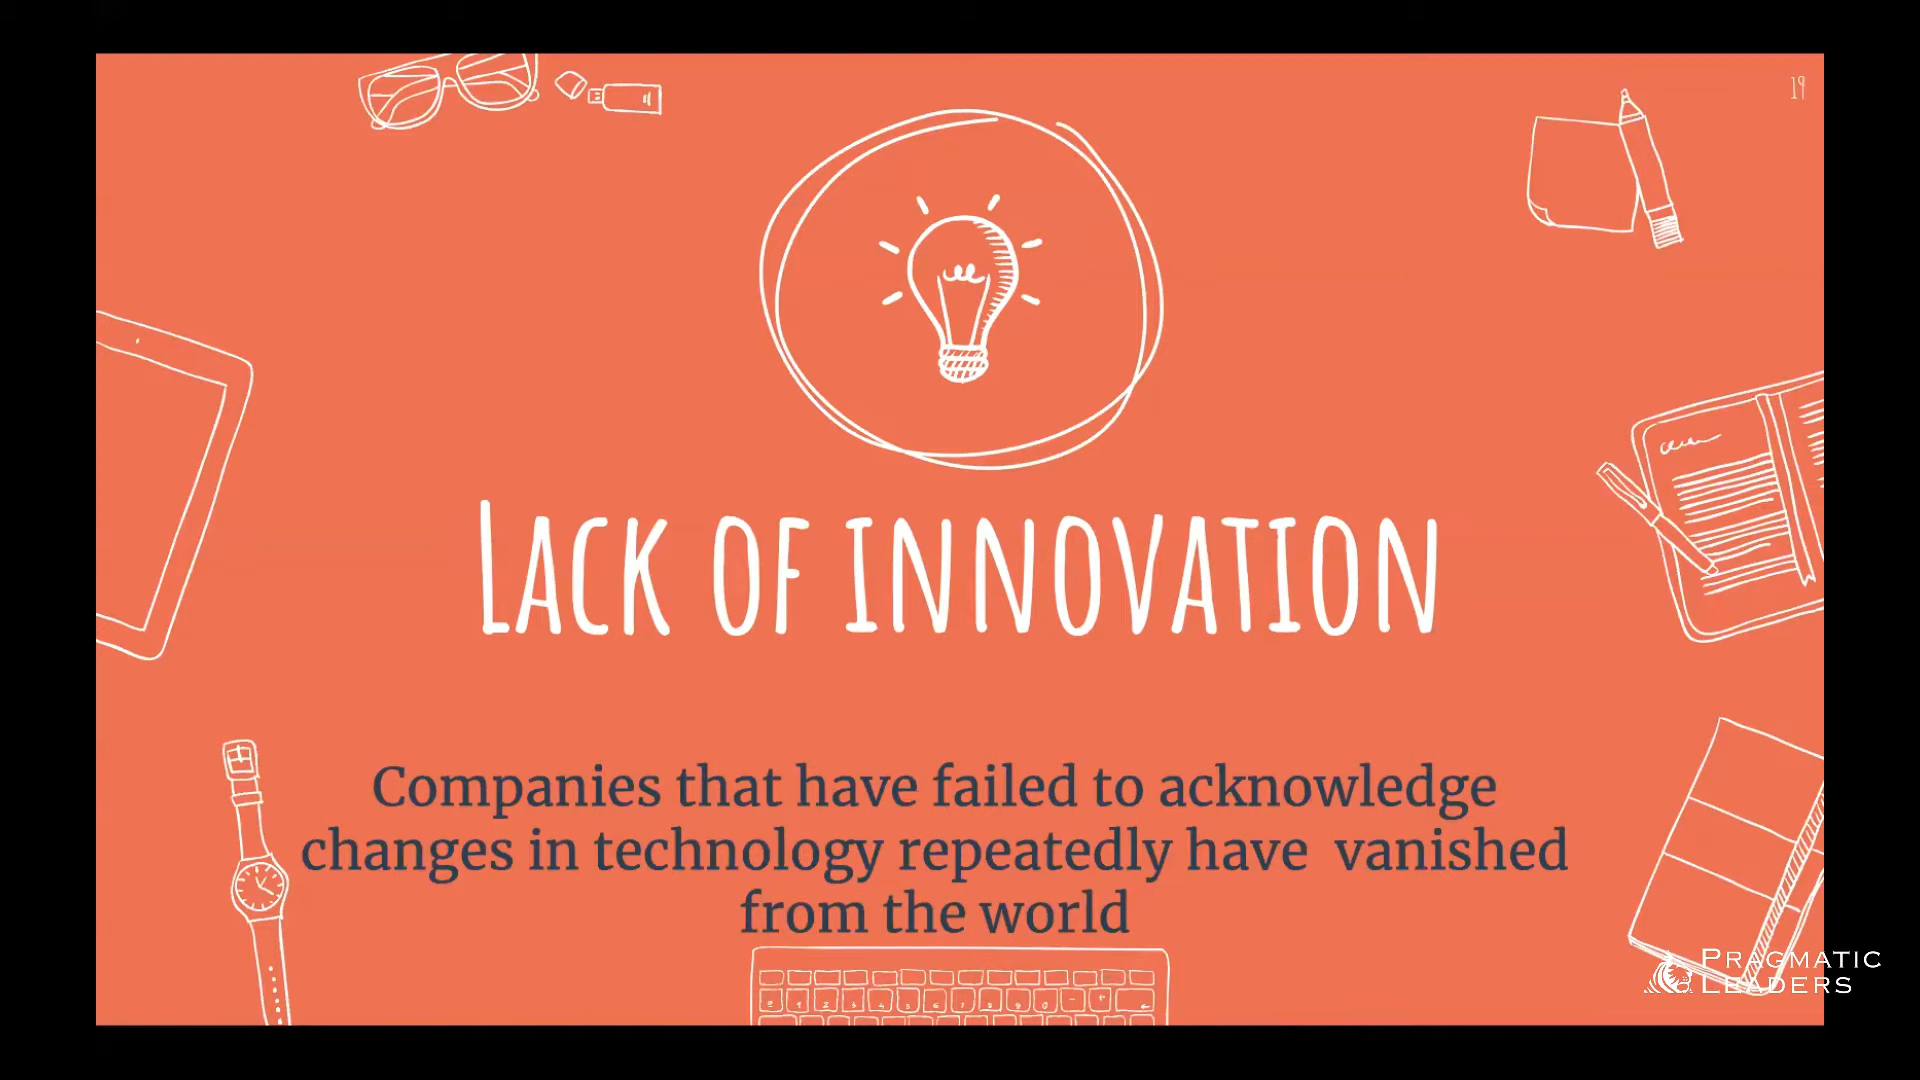 19
Lack of innovation
Companies that have failed to acknowledge
changes in technology repeatedly have vanished
from the world
PRAGMATIC
LEADERS